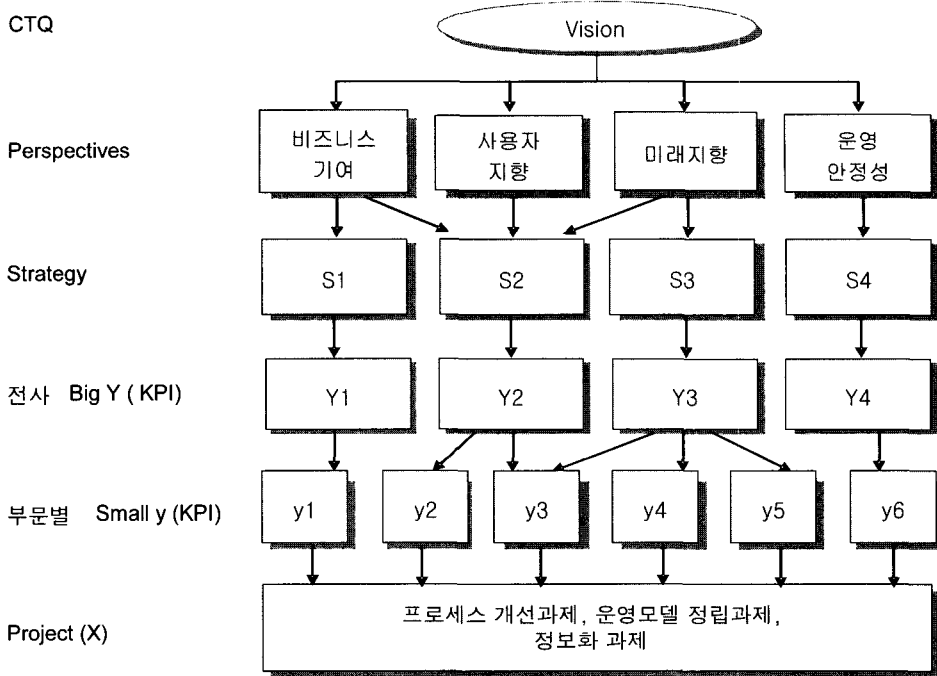 CTQ
Vision
Perspectives
비즈니스
기여
사용자
지향
미래지향
운영
안정성
Strategy
S1
S2
S3
S4
전사 Big Y ( KPI)
Y1
Y2
Y3
Y4
부문별 Small y (KPI)
y1
y2
y3
y4
y5
y6
Project (X)
프로세스 개선과제, 운영모델 정립과제,
정보화 과제